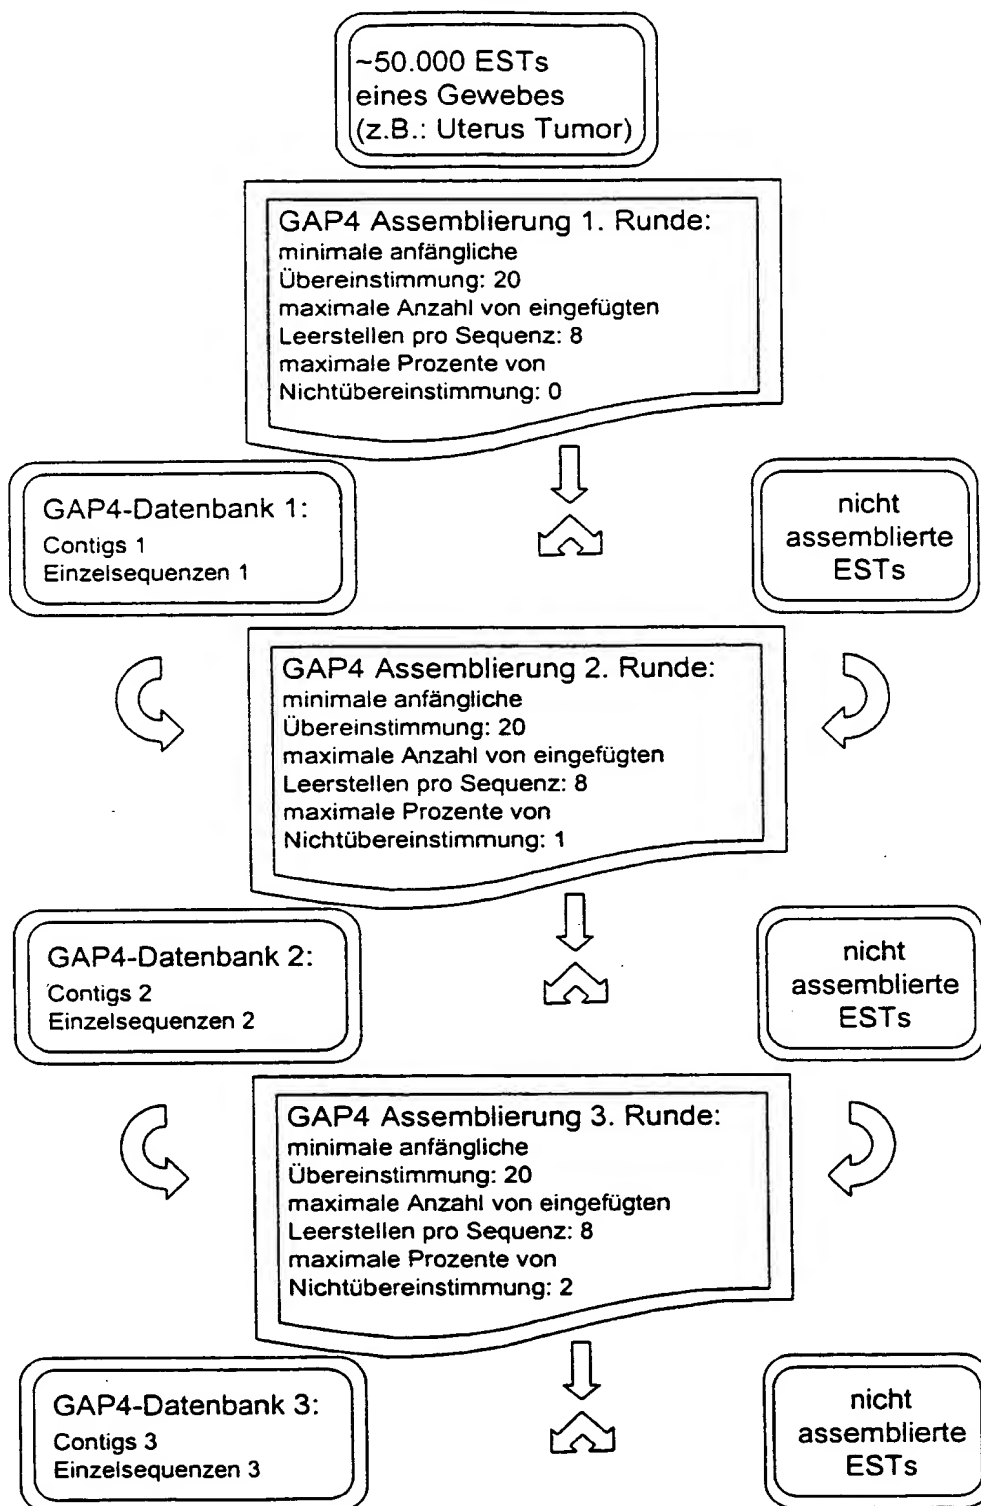 ~50.000 ESTs
eines Gewebes
(z.B.: Uterus Tumor)
GAP4 Assemblierung 1. Runde:
minimale anfängliche
Übereinstimmung: 20
maximale Anzahl von eingefügten
Leerstellen pro Sequenz: 8
maximale Prozente von
Nichtübereinstimmung: 0
GAP4-Datenbank 1:
Contigs 1
Einzelsequenzen 1
nicht
assemblierte
ESTs
GAP4 Assemblierung 2. Runde:
minimale anfängliche
Übereinstimmung: 20
maximale Anzahl von eingefügten
Leerstellen pro Sequenz: 8
maximale Prozente von
Nichtübereinstimmung: 1
GAP4-Datenbank 2:
Contigs 2
Einzelsequenzen 2
nicht
assemblierte
ESTs
GAP4 Assemblierung 3. Runde:
minimale anfängliche
Übereinstimmung: 20
maximale Anzahl von eingefügten
Leerstellen pro Sequenz: 8
maximale Prozente von
Nichtübereinstimmung: 2
GAP4-Datenbank 3:
Contigs 3
Einzelsequenzen 3
nicht
assemblierte
ESTs